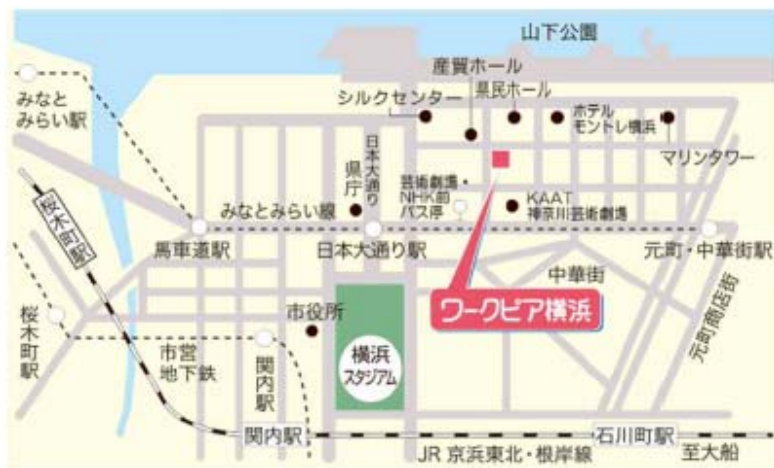 山下公園
産貿ホール
県民ホール
シルクセンター
ホテル
モントレ横浜
マリンタワー
みなと
みらい駅
日本大通り
県庁
芸術劇場・
NHK前
バス停
KAAT
神奈川芸術劇場
みなとみらい線
馬車道駅
日本大通り駅
元町・中華街駅
桜木町駅
中華街
ワークピア横浜
元町商店街
桜木町駅
市役所
市営
地下鉄
関内駅
横浜
スタジアム
関内駅
石川町駅
JR 京浜東北・根岸線
至大船